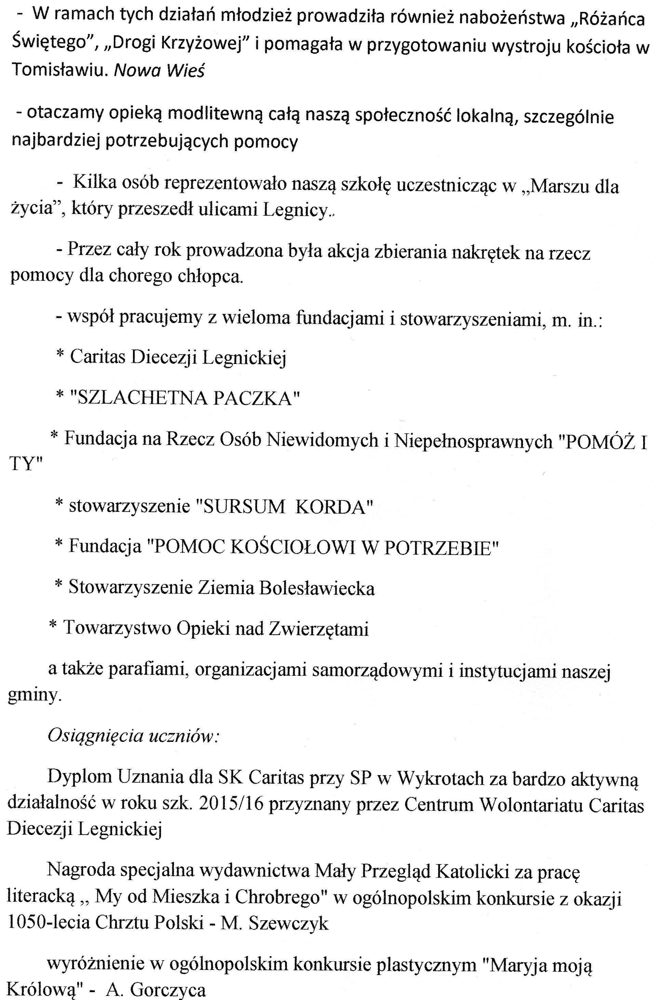 - W ramach tych działań młodzież prowadziła również nabożeństwa „Różańca
Świętego”, „Drogi Krzyżowej” i pomagała w przygotowaniu wystroju kościoła w
Tomisławiu. Nowa Wieś
- otaczamy opieką modlitewną całą naszą społeczność lokalną, szczególnie
najbardziej potrzebujących pomocy
- Kilka osób reprezentowało naszą szkołę uczestnicząc w „Marszu dla
życia”, który przeszedł ulicami Legnicy..
- Przez cały rok prowadzona była akcja zbierania nakrętek na rzecz
pomocy dla chorego chłopca.
- współ pracujemy z wieloma fundacjami i stowarzyszeniami, m. in.:
* Caritas Diecezji Legnickiej
* "SZLACHETNA PACZKA"
* Fundacja na Rzecz Osób Niewidomych i Niepełnosprawnych "POMÓŻ I
TY"
* stowarzyszenie "SURSUM KORDA"
* Fundacja "POMOC KOŚCIOŁOWI W POTRZEBIE"
* Stowarzyszenie Ziemia Bolesławiecka
* Towarzystwo Opieki nad Zwierzętami
a także parafiami, organizacjami samorządowymi i instytucjami naszej
gminy.
Osiągnięcia uczniów:
Dyplom Uznania dla SK Caritas przy SP w Wykrotach za bardzo aktywną
działalność w roku szk. 2015/16 przyznany przez Centrum Wolontariatu Caritas
Diecezji Legnickiej
Nagroda specjalna wydawnictwa Mały Przegląd Katolicki za pracę
literacką ,, My od Mieszka i Chrobrego" w ogólnopolskim konkursie z okazji
1050-lecia Chrztu Polski - M. Szewczyk
wyróżnienie w ogólnopolskim konkursie plastycznym "Maryja moją
Królową" - A. Gorczyca